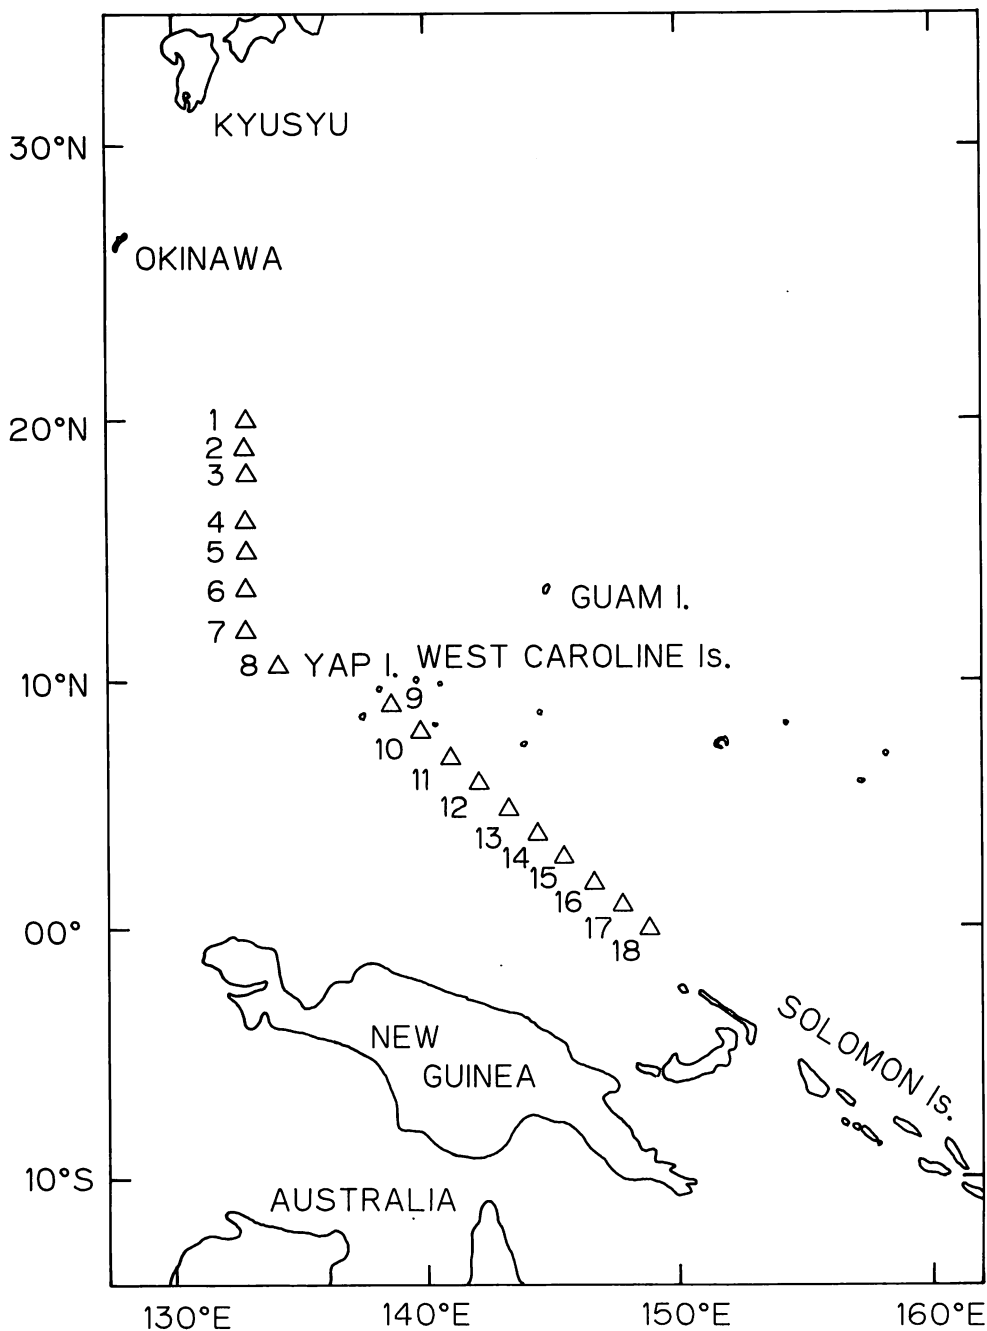 KYUSYU
30°N
OKINAWA
20°N
1
2
3
4
5
6
GUAM I.
7
8 YAP I. WEST CAROLINE Is.
10°N
9
10
11
12
13
14
15
16
17
00°
18
SOLOMON Is.
NEW
GUINEA
10°S
AUSTRALIA
130°E 140°E 150°E 160°E